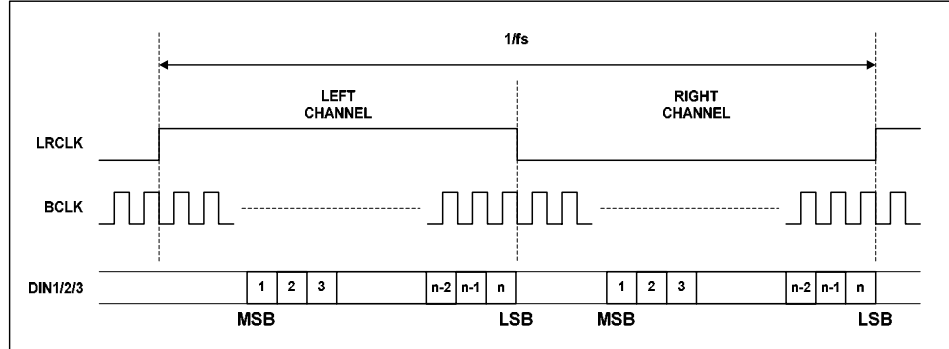 1/fs
LEFT
CHANNEL
RIGHT
CHANNEL
LRCLK
BCLK
DIN1/2/3 1 2 3 n-2 n-1 n 1 2 3 n-2 n-1 n
MSB LSB MSB LSB